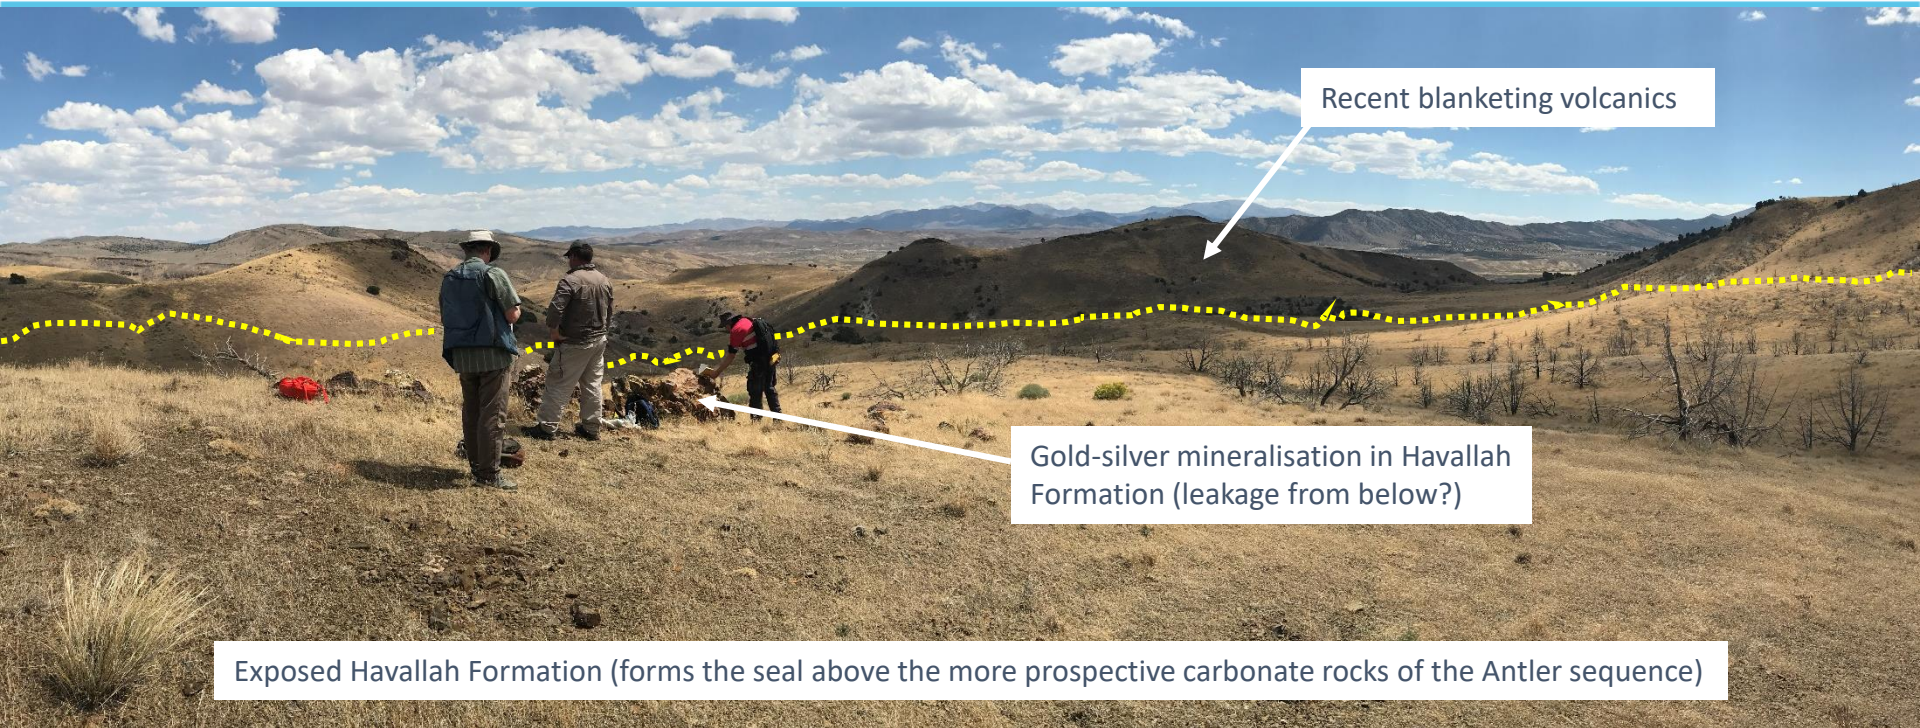 Recent blanketing volcanics
Gold-silver mineralisation in Havallah
Formation (leakage from below?)
Exposed Havallah Formation (forms the seal above the more prospective carbonate rocks of the Antler sequence)